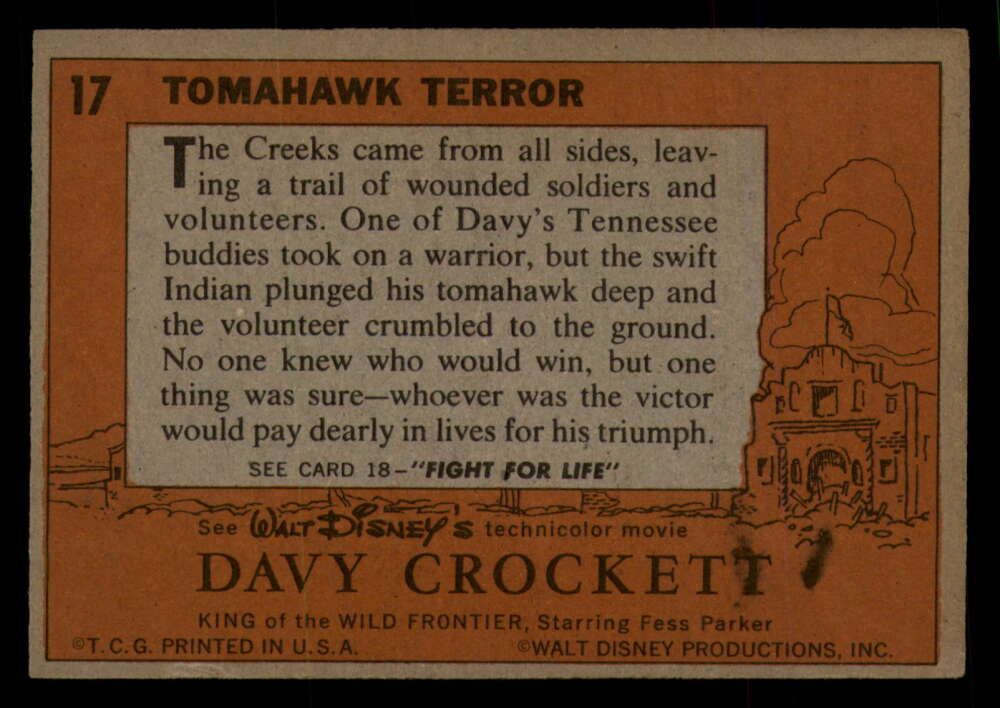 17 TOMAHAWK TERROR
The Creeks came from all sides, leav-
ing a trail of wounded soldiers and
volunteers. One of Davy's Tennessee
buddies took on a warrior, but the swift
Indian plunged his tomahawk deep and
the volunteer crumbled to the ground.
No one knew who would win, but one
thing was sure—whoever was the victor
would pay dearly in lives for his triumph.
SEE CARD 18-"FIGHT FOR LIFE"
See WALT DISNEY'S technicolor movie
DAVY CROCKETT
KING of the WILD FRONTIER, Starring Fess Parker
©T.C.G. PRINTED IN U.S.A. ©WALT DISNEY PRODUCTIONS, INC.